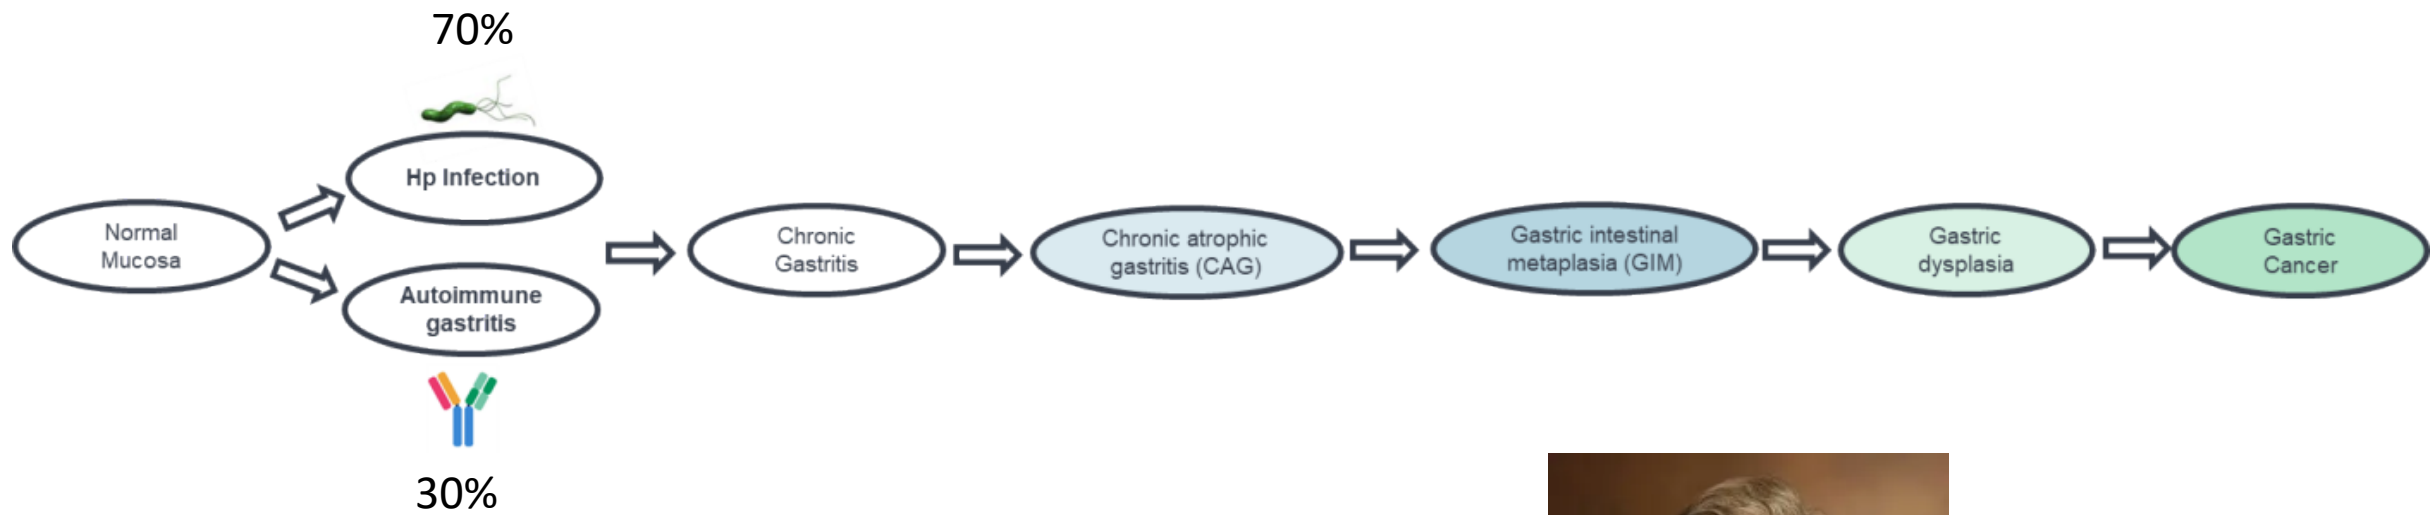 70%
Hp Infection
Normal
Mucosa
Autoimmune
gastritis
30%
Chronic
Gastritis
Chronic atrophic
gastritis (CAG)
Gastric intestinal
metaplasia (GIM)
Gastric
dysplasia
Gastric
Cancer